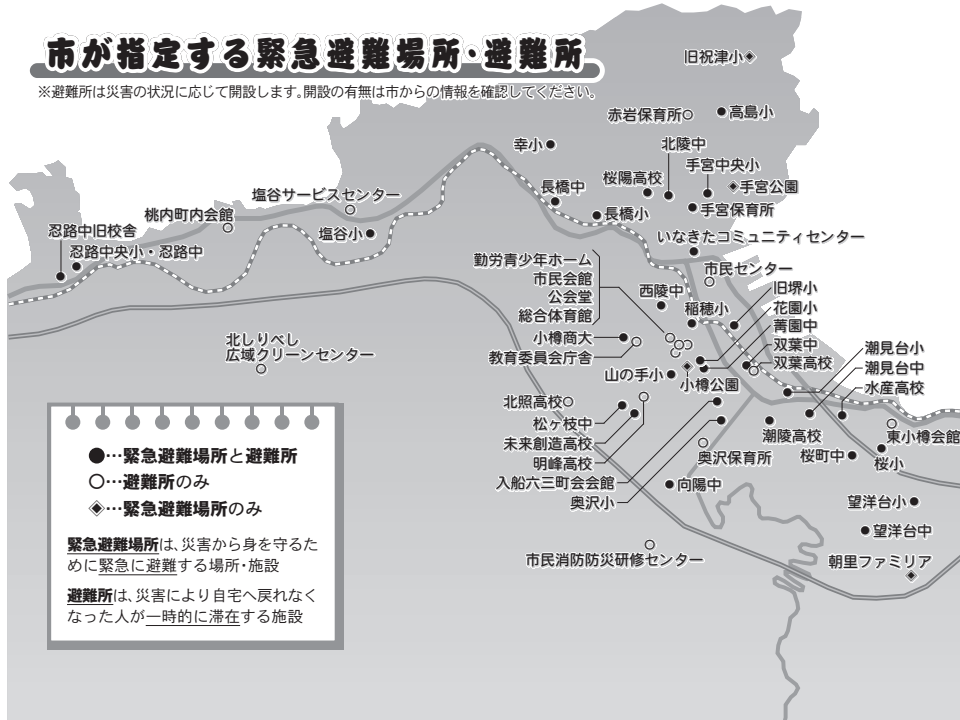 市が指定する緊急避難場所・避難所
※避難所は災害の状況に応じて開設します。開設の有無は市からの情報を確認してください。
旧祝津小◈
赤岩保育所○
●高島小
幸小●
北陵中
手宮中央小
桜陽高校
◈手宮公園
長橋中
●長橋小
●手宮保育所
塩谷サービスセンター
桃内町内会館
塩谷小●
忍路中旧校舎
忍路中央小・忍路中
いなきたコミュニティセンター
勤労青少年ホーム
市民会館
公会堂
総合体育館
小樽商大
教育委員会庁舎
市民センター
西陵中
稲穂小
旧堺小
花園小
菁園中
双葉中
双葉高校
山の手小●
小樽公園
潮見台小
潮見台中
水産高校
北しりべし
広域クリーンセンター
北照高校○
松ヶ枝中
未来創造高校
明峰高校
入船六三町会会館
奥沢小
奥沢保育所
潮陵高校
桜町中●
東小樽会館
桜小
●向陽中
望洋台小●
●望洋台中
朝里ファミリア
市民消防防災研修センター
●…緊急避難場所と避難所
○…避難所のみ
◈…緊急避難場所のみ
緊急避難場所は、災害から身を守るた
めに緊急に避難する場所・施設
避難所は、災害により自宅へ戻れなく
なった人が一時的に滞在する施設